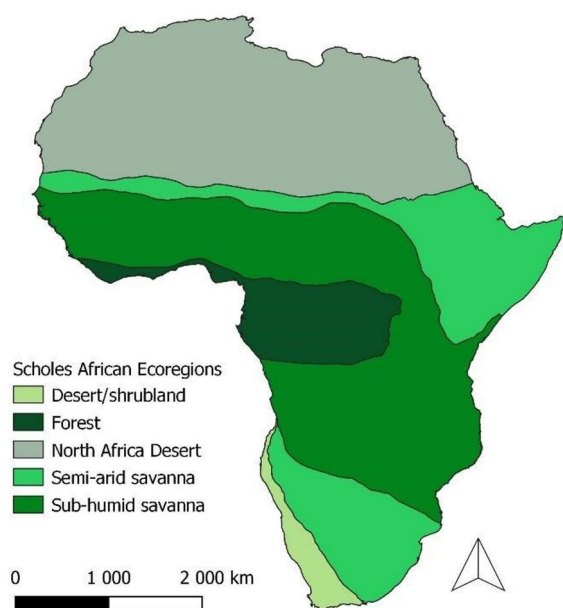 Scholes African Ecoregions
Desert/shrubland
Forest
North Africa Desert
Semi-arid savanna
Sub-humid savanna
0 1 000 2 000 km